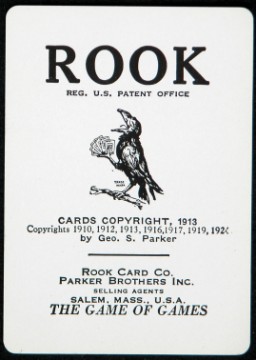 ROOK
REG. U.S. PATENT OFFICE
CARDS COPYRIGHT, 1913
Copyrights 1910, 1912, 1913, 1916, 1917, 1919, 192
by Geo. S. Parker
Rook Card Co.
Parker Brothers Inc.
SELLING AGENTS
SALEM, MASS., U.S.A.
THE GAME OF GAMES